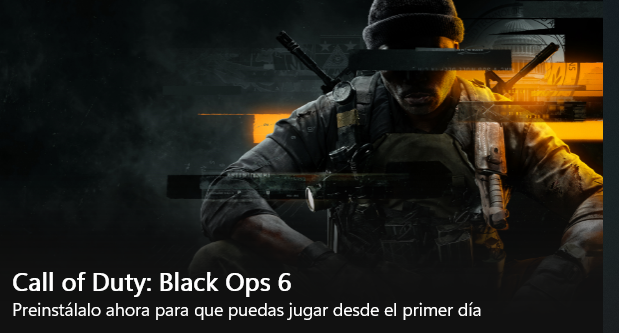 Call of Duty: Black Ops 6
Preinstálalo ahora para que puedas jugar desde el primer día